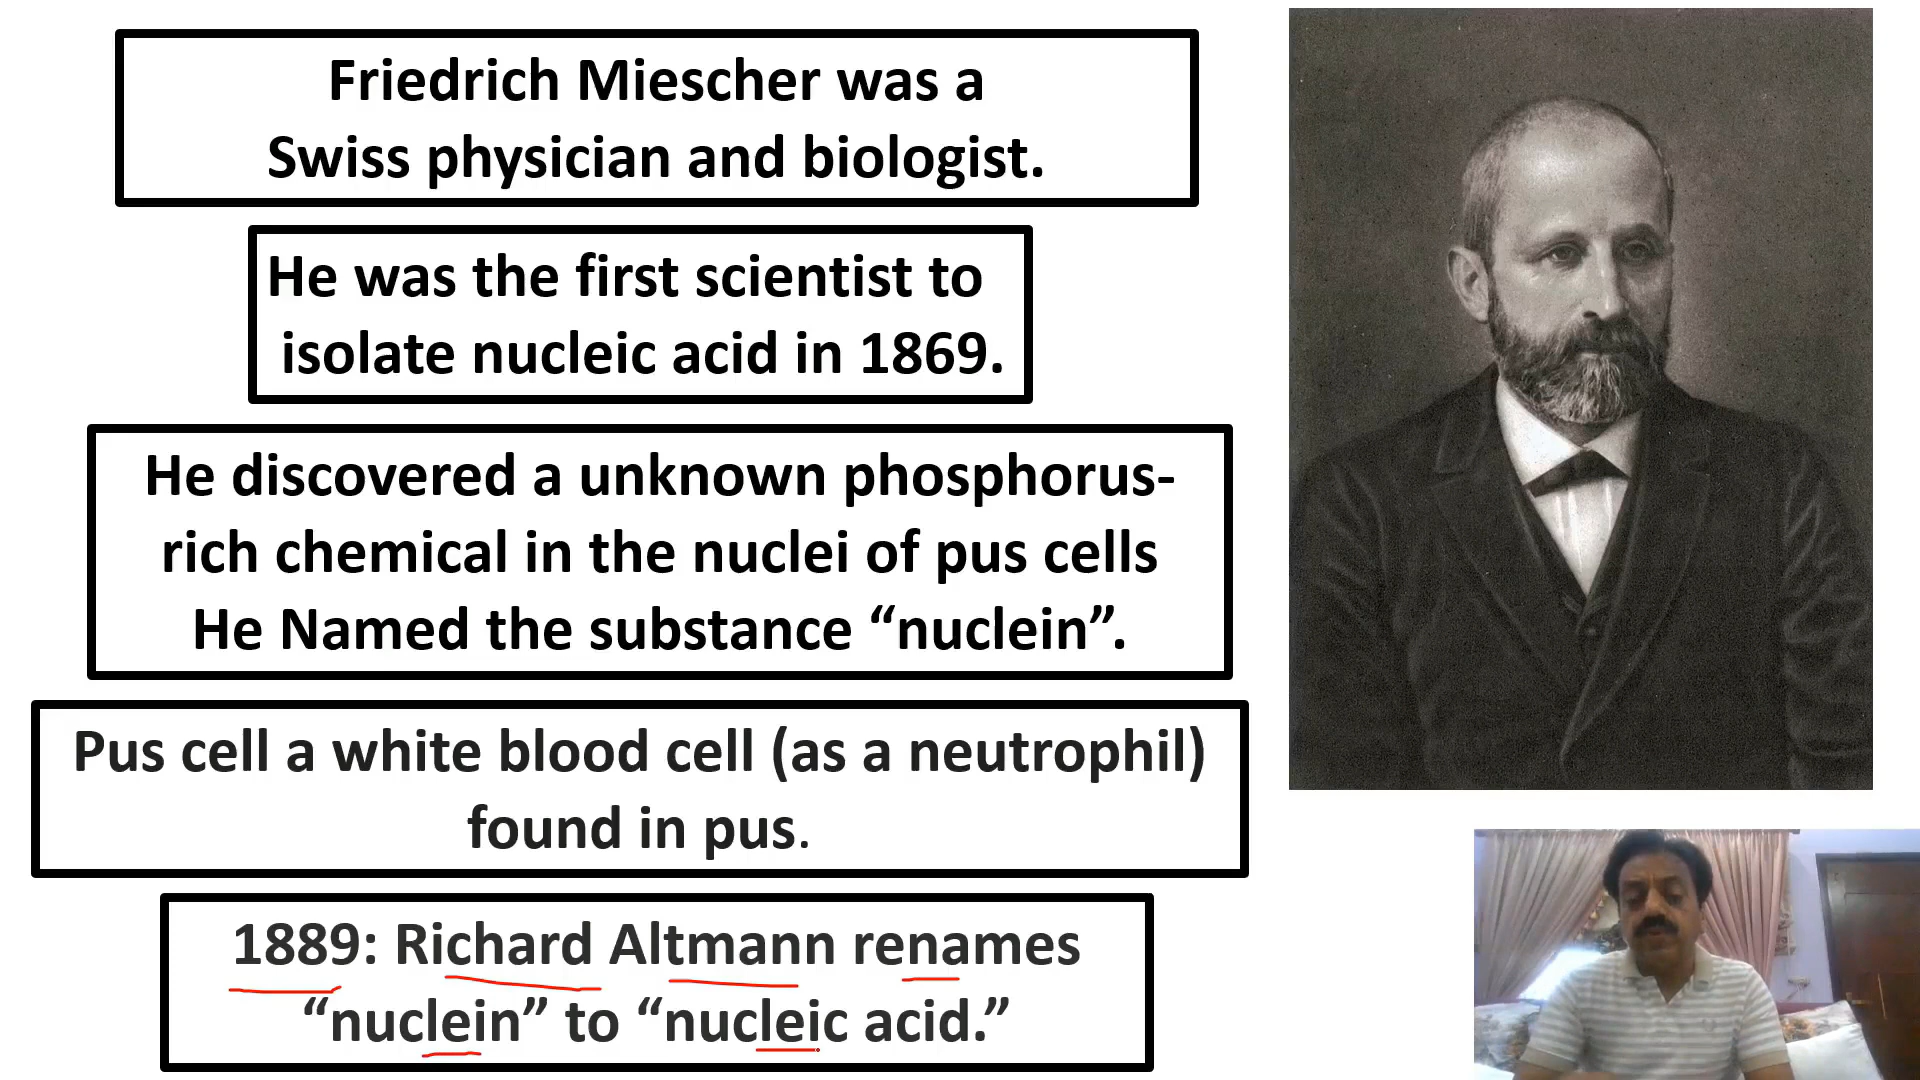 Friedrich Miescher was a
Swiss physician and biologist.
He was the first scientist to
isolate nucleic acid in 1869.
He discovered a unknown phosphorus-
rich chemical in the nuclei of pus cells
He Named the substance “nuclein”.
Pus cell a white blood cell (as a neutrophil)
found in pus.
1889: Richard Altmann renames
“nuclein” to “nucleic acid.”